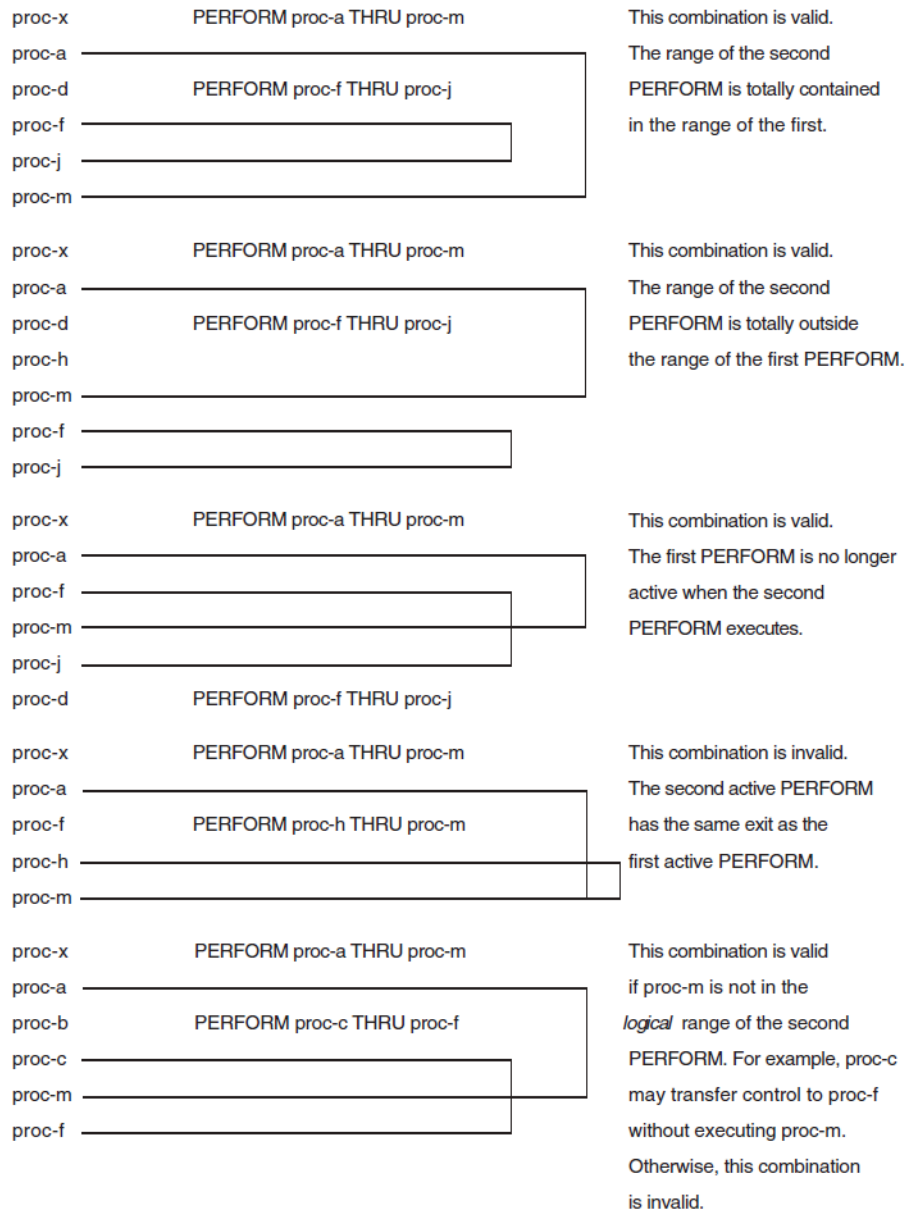 proc-x PERFORM proc-a THRU proc-m This combination is valid.
proc-a The range of the second
proc-d PERFORM proc-f THRU proc-j PERFORM is totally contained
proc-f in the range of the first.
proc-j
proc-m
proc-x PERFORM proc-a THRU proc-m This combination is valid.
proc-a The range of the second
proc-d PERFORM proc-f THRU proc-j PERFORM is totally outside
proc-h the range of the first PERFORM.
proc-m
proc-f
proc-j
proc-x PERFORM proc-a THRU proc-m This combination is valid.
proc-a The first PERFORM is no longer
proc-f active when the second
proc-m PERFORM executes.
proc-j
proc-d PERFORM proc-f THRU proc-j
proc-x PERFORM proc-a THRU proc-m This combination is invalid.
proc-a The second active PERFORM
proc-f PERFORM proc-h THRU proc-m has the same exit as the
proc-h first active PERFORM.
proc-m
proc-x PERFORM proc-a THRU proc-m This combination is valid
proc-a if proc-m is not in the
proc-b PERFORM proc-c THRU proc-f logical range of the second
proc-c PERFORM. For example, proc-c
proc-m may transfer control to proc-f
proc-f without executing proc-m.
Otherwise, this combination
is invalid.